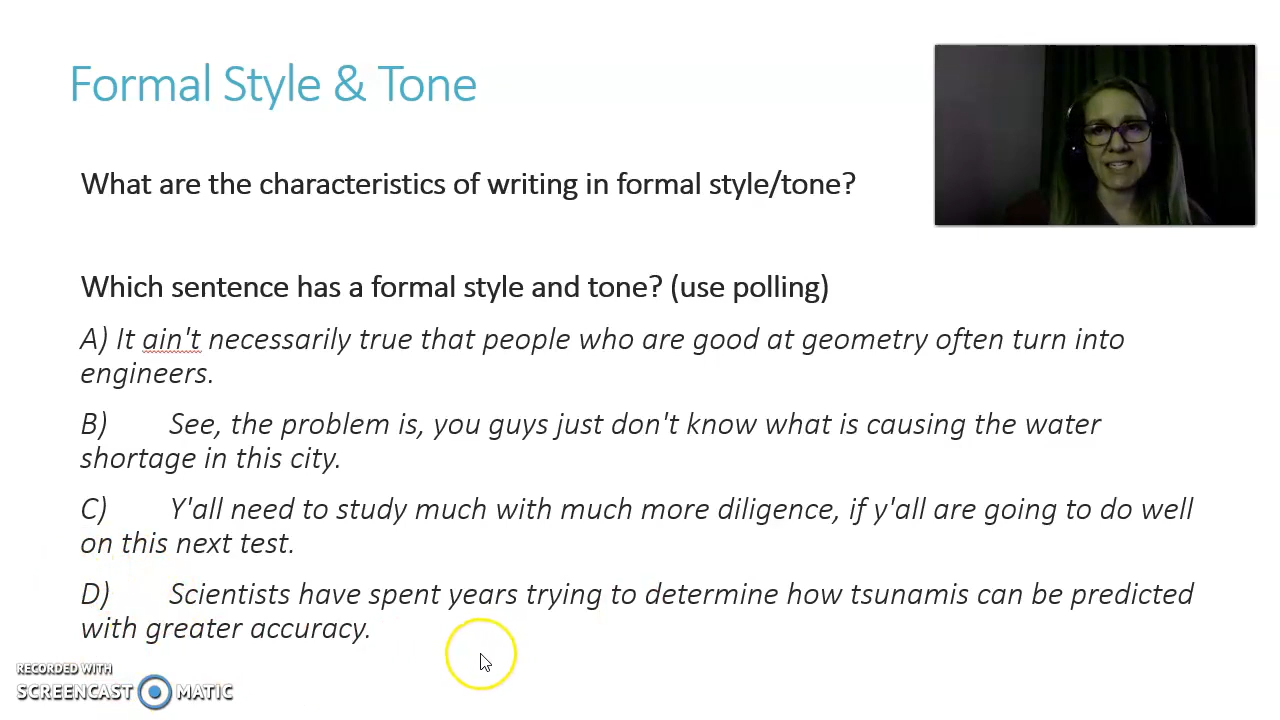 Formal Style & Tone
What are the characteristics of writing in formal style/tone?
Which sentence has a formal style and tone? (use polling)
A) It ain't necessarily true that people who are good at geometry often turn into
engineers.
B) See, the problem is, you guys just don't know what is causing the water
shortage in this city.
C) Y'all need to study much with much more diligence, if y'all are going to do well
on this next test.
D) Scientists have spent years trying to determine how tsunamis can be predicted
with greater accuracy.
RECORDED WITH
SCREENCAST MATIC